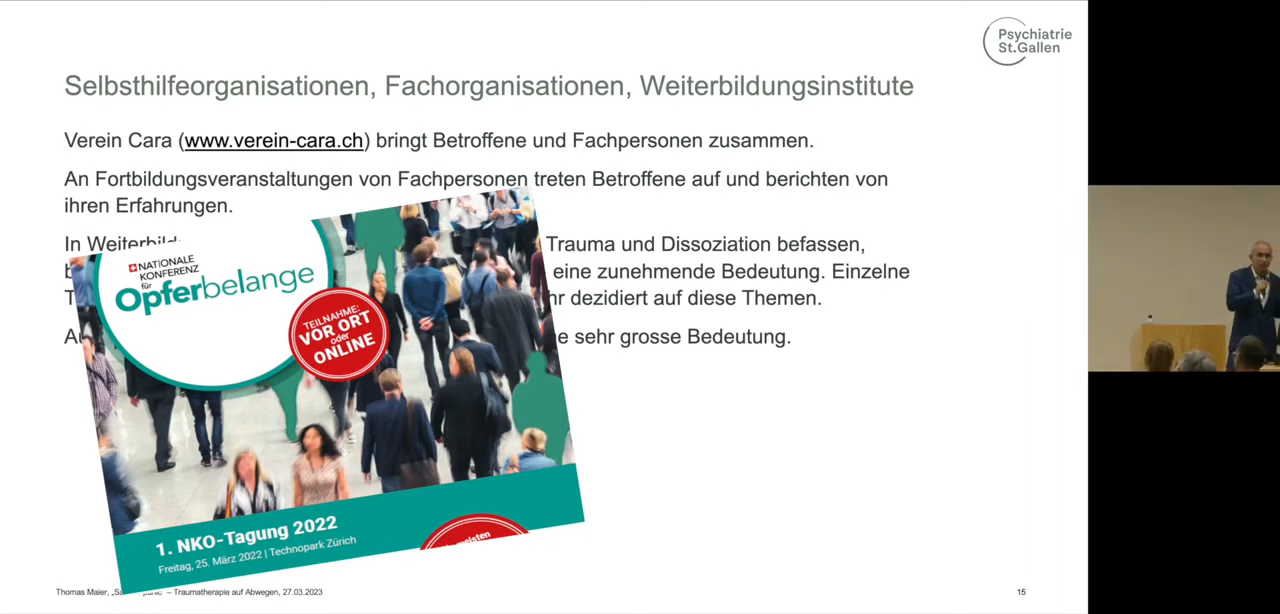 Psychiatrie
St.Gallen
Selbsthilfeorganisationen, Fachorganisationen, Weiterbildungsinstitute
Verein Cara (www.verein-cara.ch) bringt Betroffene und Fachpersonen zusammen.
An Fortbildungsveranstaltungen von Fachpersonen treten Betroffene auf und berichten von
ihren Erfahrungen.
In Trauma und Dissoziation befassen,
eine zunehmende Bedeutung. Einzelne
dezidiert auf diese Themen.
sehr grosse Bedeutung.
NATIONALE
KONFERENZ
für
Opferbelange
TEILNAHME:
VOR ORT
oder
ONLINE
1. NKO-Tagung 2022
Freitag, 25. März 2022 | Technopark Zürich
Thomas Maier, – Traumatherapie auf Abwegen, 27.03.2023
15